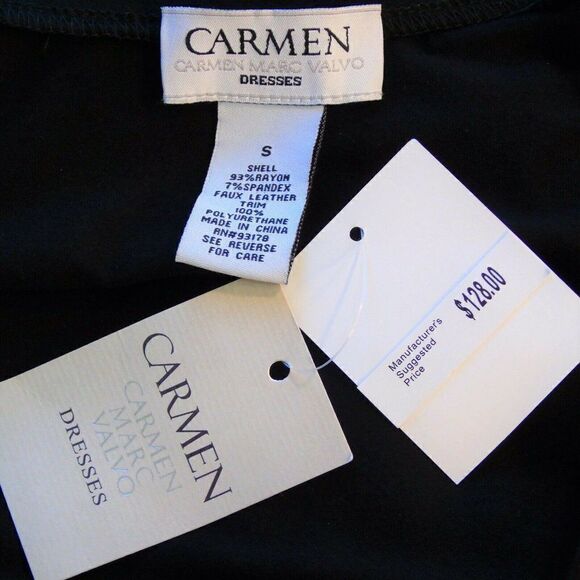 CARMEN
CARMEN MARC VALVO
DRESSES
S
SHELL
93%RAYON
7%SPANDEX
FAUX LEATHER
TRIM
100%
POLYURETHANE
MADE IN CHINA
RN#93178
SEE REVERSE
FOR CARE
$128.00
Manufacturer's
Suggested
Price
CARMEN
CARMEN
MARC
VALVO
DRESSES